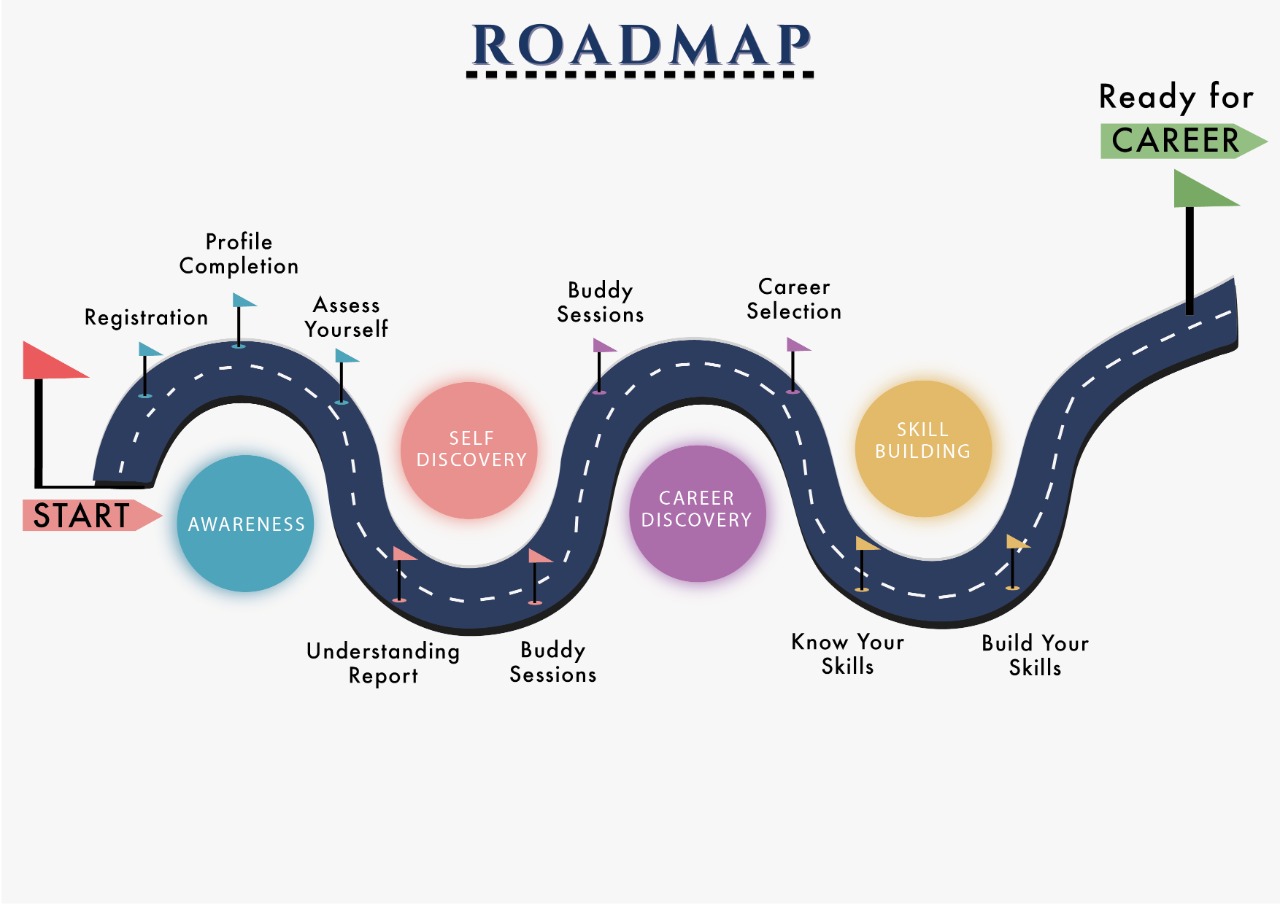 ROADMAP
Ready for
CAREER
Profile
Completion
Registration
Assess
Yourself
Buddy
Sessions
Career
Selection
START
AWARENESS
SELF
DISCOVERY
CAREER
DISCOVERY
SKILL
BUILDING
Understanding
Report
Buddy
Sessions
Know Your
Skills
Build Your
Skills